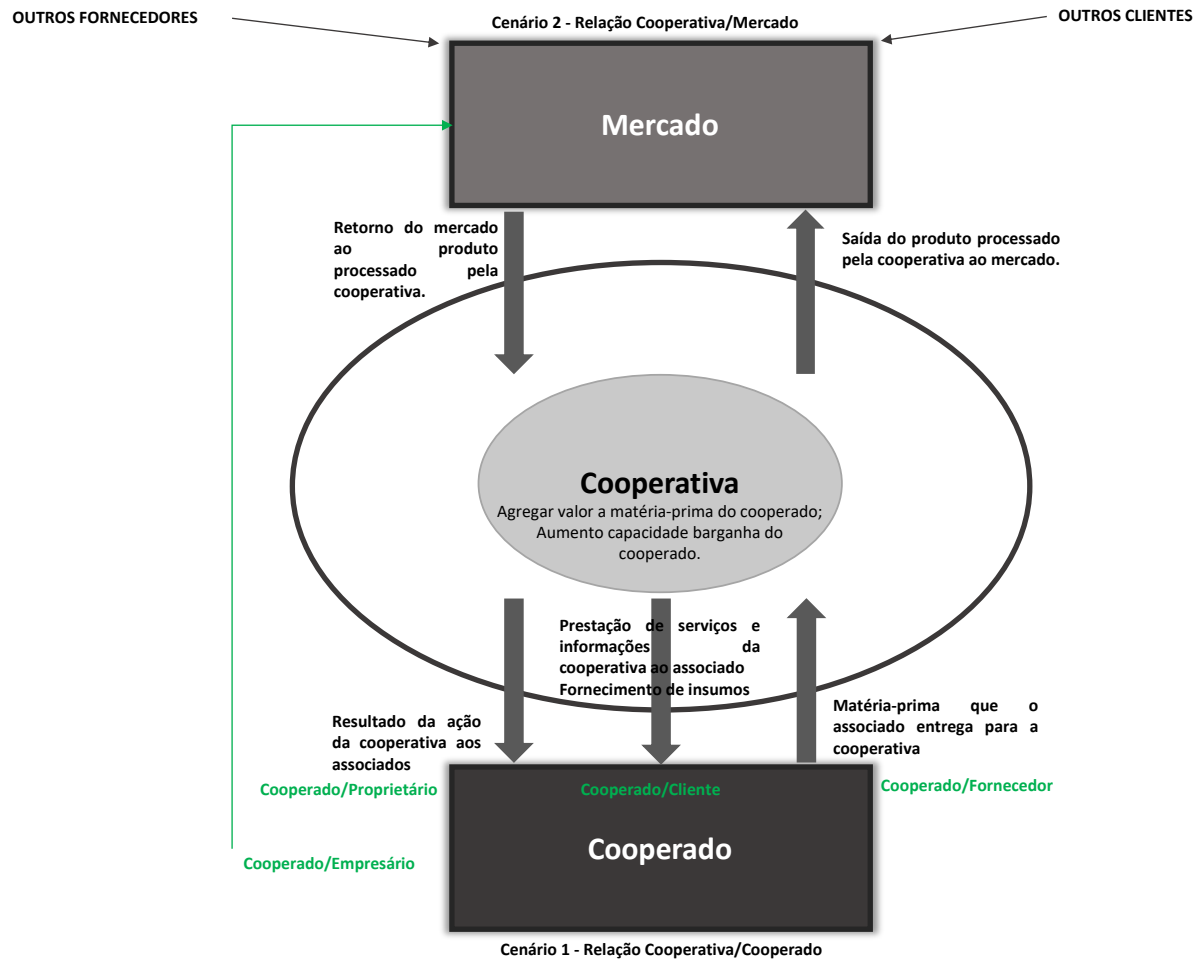 OUTROS FORNECEDORES
Cenário 2 - Relação Cooperativa/Mercado
OUTROS CLIENTES
Mercado
Retorno do mercado
ao produto
processado pela
cooperativa.
Saída do produto processado
pela cooperativa ao mercado.
Cooperativa
Agregar valor a matéria-prima do cooperado;
Aumento capacidade barganha do
cooperado.
Prestação de serviços e
informações da
cooperativa ao associado
Fornecimento de insumos
Resultado da ação
da cooperativa aos
associados
Matéria-prima que o
associado entrega para a
cooperativa
Cooperado/Proprietário
Cooperado/Cliente
Cooperado/Fornecedor
Cooperado
Cooperado/Empresário
Cenário 1 - Relação Cooperativa/Cooperado